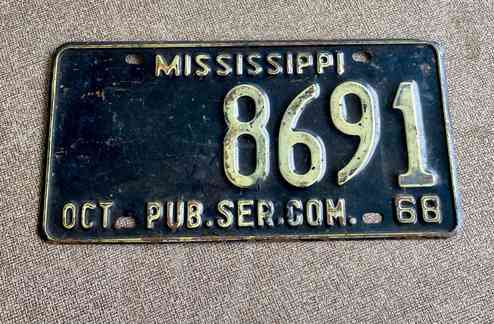 MISSISSIPPI
8691
OCT. PUB.SER.COM. 68